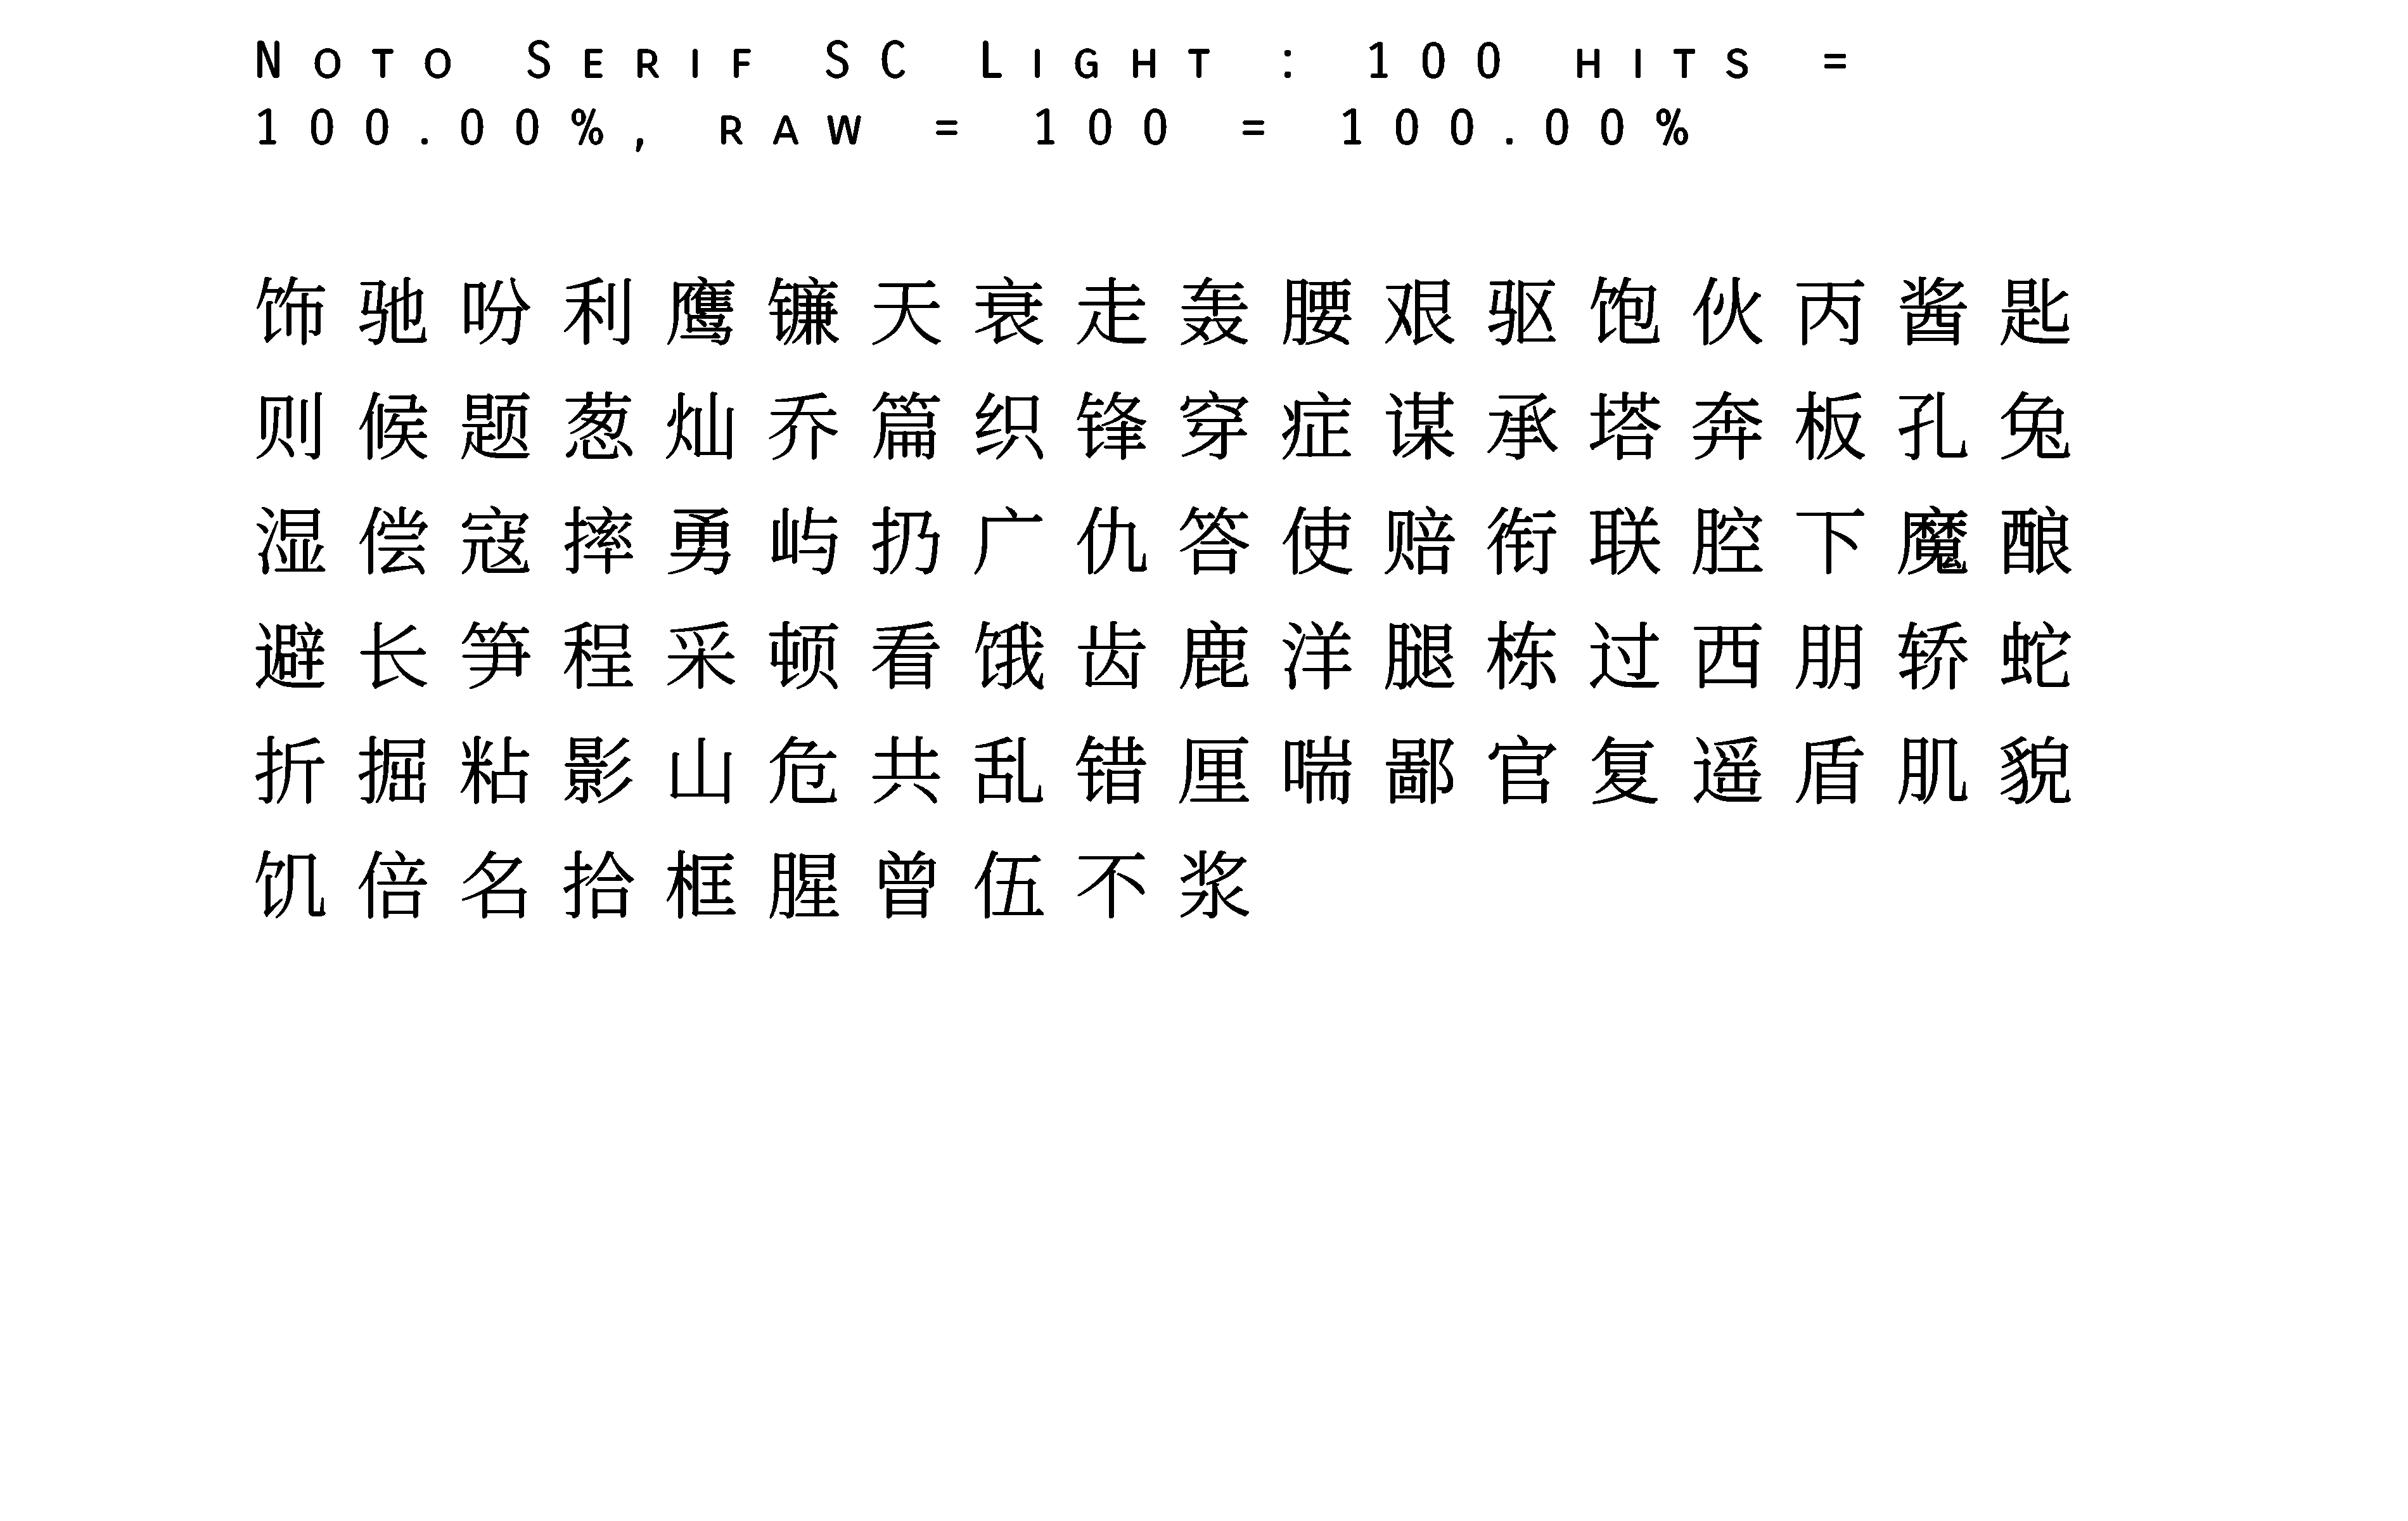 Noto Serif SC Light : 100 hits =
100.00%, raw = 100 = 100.00%
饰驰吩利鹰镰天衰走轰腰艰驱饱伙丙酱匙
则候题葱灿乔篇织锋穿症谋承塔奔板孔兔
湿偿寇摔勇屿扔广仇答使赔衔联腔下魔酿
避长笋程采顿看饿齿鹿洋腿栋过西朋轿蛇
折掘粘影山危共乱错厘喘鄙官复遥盾肌貌
饥倍名拾框腥曾伍不浆